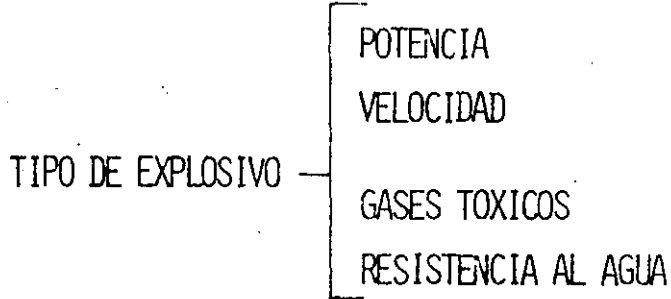 POTENCIA
VELOCIDAD
TIPO DE EXPLOSIVO
GASES TOXICOS
RESISTENCIA AL AGUA